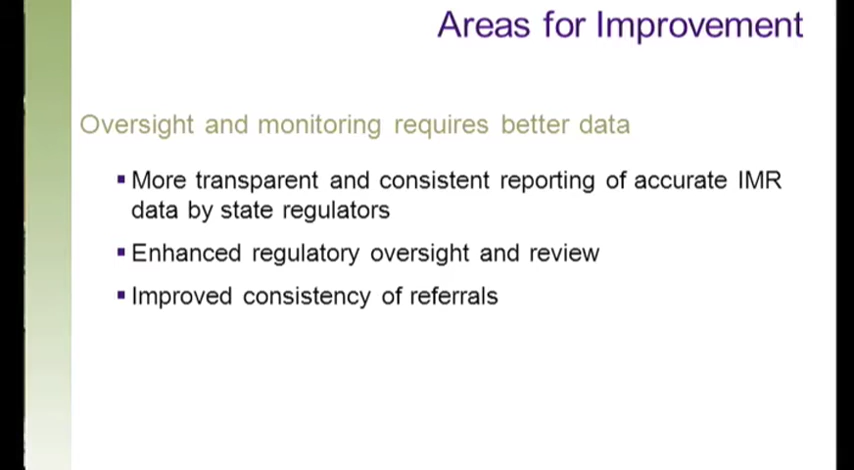 Areas for Improvement
Oversight and monitoring requires better data
▪ More transparent and consistent reporting of accurate IMR
data by state regulators
▪ Enhanced regulatory oversight and review
▪ Improved consistency of referrals